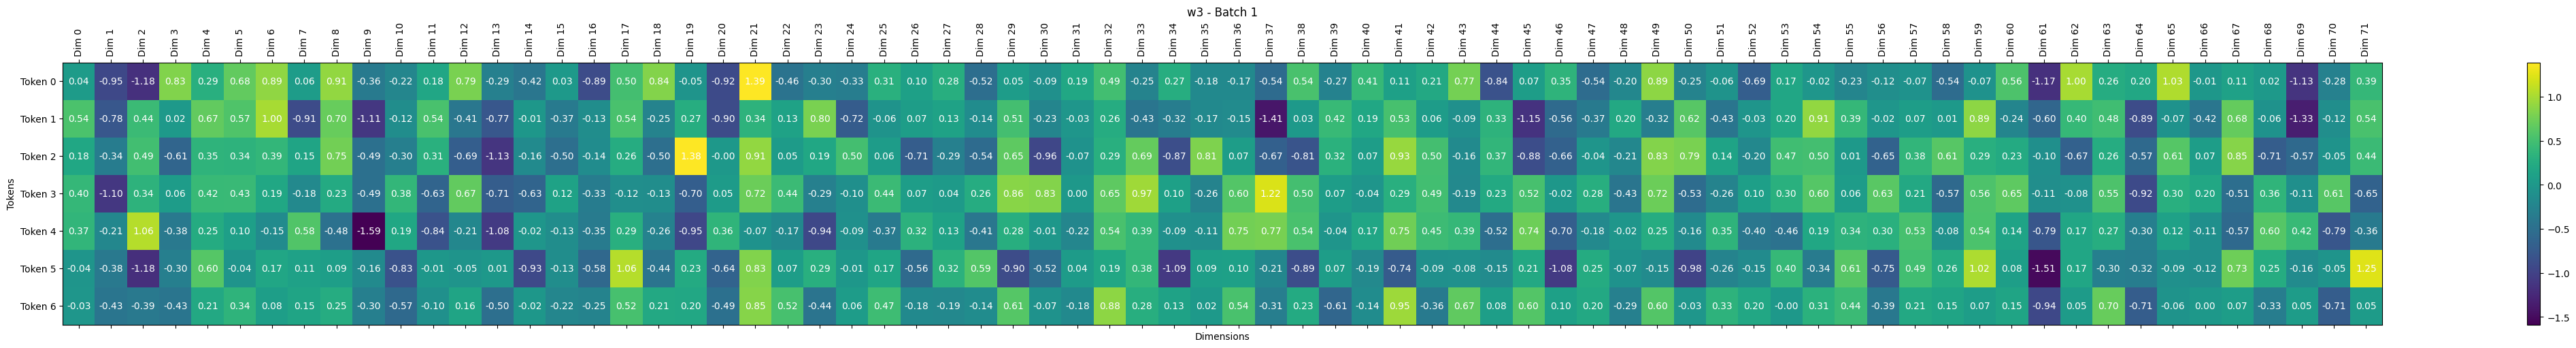 w3 - Batch 1
Dim 0 Dim 1 Dim 2 Dim 3 Dim 4 Dim 5 Dim 6 Dim 7 Dim 8 Dim 9 Dim 10 Dim 11 Dim 12 Dim 13 Dim 14 Dim 15 Dim 16 Dim 17 Dim 18 Dim 19 Dim 20 Dim 21 Dim 22 Dim 23 Dim 24 Dim 25 Dim 26 Dim 27 Dim 28 Dim 29 Dim 30 Dim 31 Dim 32 Dim 33 Dim 34 Dim 35 Dim 36 Dim 37 Dim 38 Dim 39 Dim 40 Dim 41 Dim 42 Dim 43 Dim 44 Dim 45 Dim 46 Dim 47 Dim 48 Dim 49 Dim 50 Dim 51 Dim 52 Dim 53 Dim 54 Dim 55 Dim 56 Dim 57 Dim 58 Dim 59 Dim 60 Dim 61 Dim 62 Dim 63 Dim 64 Dim 65 Dim 66 Dim 67 Dim 68 Dim 69 Dim 70 Dim 71
Token 0 0.04 -0.95 -1.18 0.83 0.29 0.68 0.89 0.06 0.91 -0.36 -0.22 0.18 0.79 -0.29 -0.42 0.03 -0.89 0.50 0.84 -0.05 -0.92 1.39 -0.46 -0.30 -0.33 0.31 0.10 0.28 -0.52 0.05 -0.09 0.19 0.49 -0.25 0.27 -0.18 -0.17 -0.54 0.54 -0.27 0.41 0.11 0.21 0.77 -0.84 0.07 0.35 -0.54 -0.20 0.89 -0.25 -0.06 -0.69 0.17 -0.02 -0.23 -0.12 -0.07 -0.54 -0.07 0.56 -1.17 1.00 0.26 0.20 1.03 -0.01 0.11 0.02 -1.13 -0.28 0.39
Token 1 0.54 -0.78 0.44 0.02 0.67 0.57 1.00 -0.91 0.70 -1.11 -0.12 0.54 -0.41 -0.77 -0.01 -0.37 -0.13 0.54 -0.25 0.27 -0.90 0.34 0.13 0.80 -0.72 -0.06 0.07 0.13 -0.14 0.51 -0.23 -0.03 0.26 -0.43 -0.32 -0.17 -0.15 -1.41 0.03 0.42 0.19 0.53 0.06 -0.09 0.33 -1.15 -0.56 -0.37 0.20 -0.32 0.62 -0.43 -0.03 0.20 0.91 0.39 -0.02 0.07 0.01 0.89 -0.24 -0.60 0.40 0.48 -0.89 -0.07 -0.42 0.68 -0.06 -1.33 -0.12 0.54
Token 2 0.18 -0.34 0.49 -0.61 0.35 0.34 0.39 0.15 0.75 -0.49 -0.30 0.31 -0.69 -1.13 -0.16 -0.50 -0.14 0.26 -0.50 1.38 -0.00 0.91 0.05 0.19 0.50 0.06 -0.71 -0.29 -0.54 0.65 -0.96 -0.07 0.29 0.69 -0.87 0.81 0.07 -0.67 -0.81 0.32 0.07 0.93 0.50 -0.16 0.37 -0.88 -0.66 -0.04 -0.21 0.83 0.79 0.14 -0.20 0.47 0.50 0.01 -0.65 0.38 0.61 0.29 0.23 -0.10 -0.67 0.26 -0.57 0.61 0.07 0.85 -0.71 -0.57 -0.05 0.44
Tokens
Token 3 0.40 -1.10 0.34 0.06 0.42 0.43 0.19 -0.18 0.23 -0.49 0.38 -0.63 0.67 -0.71 -0.63 0.12 -0.33 -0.12 -0.13 -0.70 0.05 0.72 0.44 -0.29 -0.10 0.44 0.07 0.04 0.26 0.86 0.83 0.00 0.65 0.97 0.10 -0.26 0.60 1.22 0.50 0.07 -0.04 0.29 0.49 -0.19 0.23 0.52 -0.02 0.28 -0.43 0.72 -0.53 -0.26 0.10 0.30 0.60 0.06 0.63 0.21 -0.57 0.56 0.65 -0.11 -0.08 0.55 -0.92 0.30 0.20 -0.51 0.36 -0.11 0.61 -0.65
Token 4 0.37 -0.21 1.06 -0.38 0.25 0.10 -0.15 0.58 -0.48 -1.59 0.19 -0.84 -0.21 -1.08 -0.02 -0.13 -0.35 0.29 -0.26 -0.95 0.36 -0.07 -0.17 -0.94 -0.09 -0.37 0.32 0.13 -0.41 0.28 -0.01 -0.22 0.54 0.39 -0.09 -0.11 0.75 0.77 0.54 -0.04 0.17 0.75 0.45 0.39 -0.52 0.74 -0.70 -0.18 -0.02 0.25 -0.16 0.35 -0.40 -0.46 0.19 0.34 0.30 0.53 -0.08 0.54 0.14 -0.79 0.17 0.27 -0.30 0.12 -0.11 -0.57 0.60 0.42 -0.79 -0.36
Token 5 -0.04 -0.38 -1.18 -0.30 0.60 -0.04 0.17 0.11 0.09 -0.16 -0.83 -0.01 -0.05 0.01 -0.93 -0.13 -0.58 1.06 -0.44 0.23 -0.64 0.83 0.07 0.29 -0.01 0.17 -0.56 0.32 0.59 -0.90 -0.52 0.04 0.19 0.38 -1.09 0.09 0.10 -0.21 -0.89 0.07 -0.19 -0.74 -0.09 -0.08 -0.15 0.21 -1.08 0.25 -0.07 -0.15 -0.98 -0.26 -0.15 0.40 -0.34 0.61 -0.75 0.49 0.26 1.02 0.08 -1.51 0.17 -0.30 -0.32 -0.09 -0.12 0.73 0.25 -0.16 -0.05 1.25
Token 6 -0.03 -0.43 -0.39 -0.43 0.21 0.34 0.08 0.15 0.25 -0.30 -0.57 -0.10 0.16 -0.50 -0.02 -0.22 -0.25 0.52 0.21 0.20 -0.49 0.85 0.52 -0.44 0.06 0.47 -0.18 -0.19 -0.14 0.61 -0.07 -0.18 0.88 0.28 0.13 0.02 0.54 -0.31 0.23 -0.61 -0.14 0.95 -0.36 0.67 0.08 0.60 0.10 0.20 -0.29 0.60 -0.03 0.33 0.20 -0.00 0.31 0.44 -0.39 0.21 0.15 0.07 0.15 -0.94 0.05 0.70 -0.71 -0.06 0.00 0.07 -0.33 0.05 -0.71 0.05
Dimensions
1.0
0.5
0.0
−0.5
−1.0
−1.5